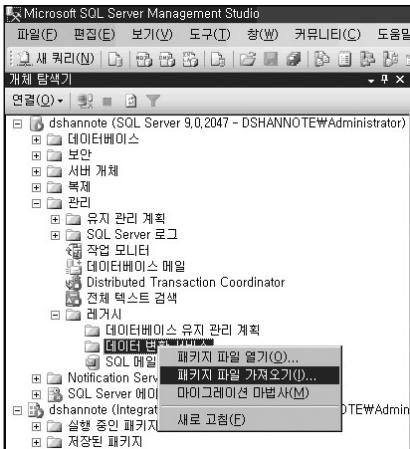 Microsoft SQL Server Management Studio
파일(F) 편집(E) 보기(V) 도구(T) 창(W) 커뮤니티(C) 도움말
새 쿼리(N)
개체 탐색기
연결(O)
dshannote (SQL Server 9.0.2047 - DSHANNOTE￦Administrator)
데이터베이스
보안
서버 개체
복제
관리
유지 관리 계획
SQL Server 로그
작업 모니터
데이터베이스 메일
Distributed Transaction Coordinator
전체 텍스트 검색
레거시
데이터베이스 유지 관리 계획
데이터
패키지 파일 열기(O)...
SQL 메일
패키지 파일 가져오기(I)...
Notification Serv
마이그레이션 마법사(M)
SQL Server 에이
dshannote (Integrat
새로 고침(F)
OTE￦Admin
실행 중인 패키지
저장된 패키지